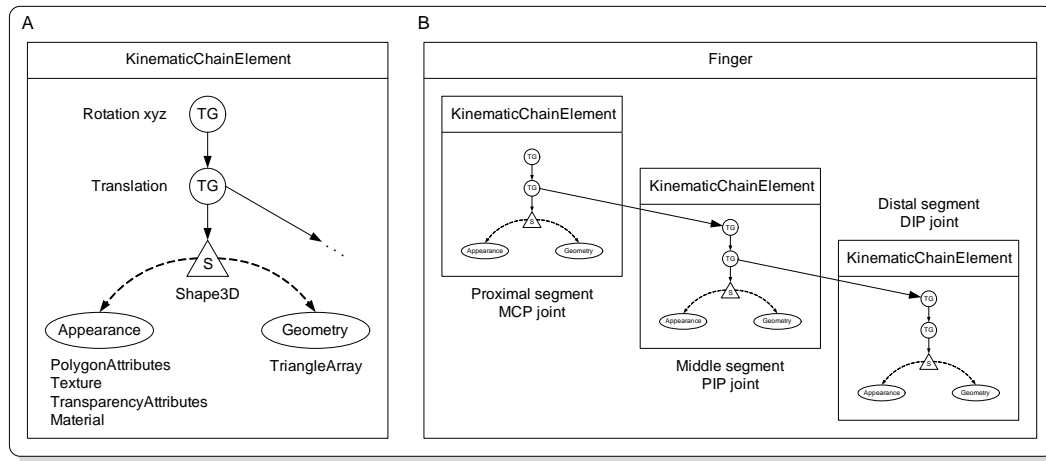 A
KinematicChainElement
Rotation xyz
TG
Translation
TG
. . .
S
Shape3D
Appearance
Geometry
PolygonAttributes
Texture
TransparencyAttributes
Material
TriangleArray
B
Finger
KinematicChainElement
TG
TG
S
Appearance
Geometry
Proximal segment
MCP joint
KinematicChainElement
TG
TG
S
Appearance
Geometry
Middle segment
PIP joint
Distal segment
DIP joint
KinematicChainElement
TG
TG
S
Appearance
Geometry